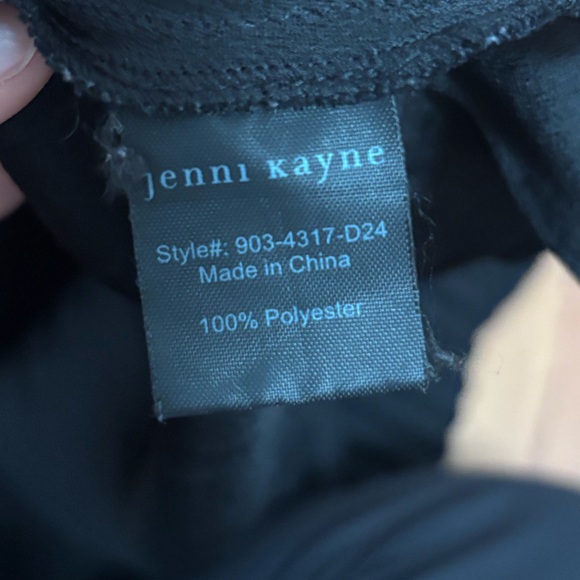 Jenni Kayne
Style#: 903-4317-D24
Made in China
100% Polyester